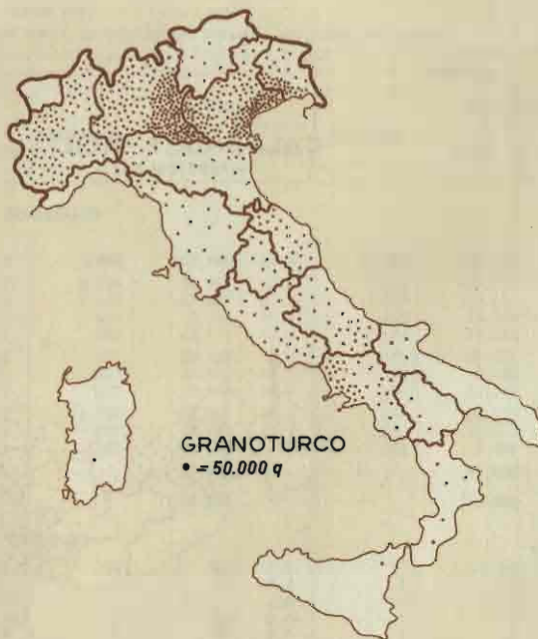 GRANOTURCO
• = 50.000 q